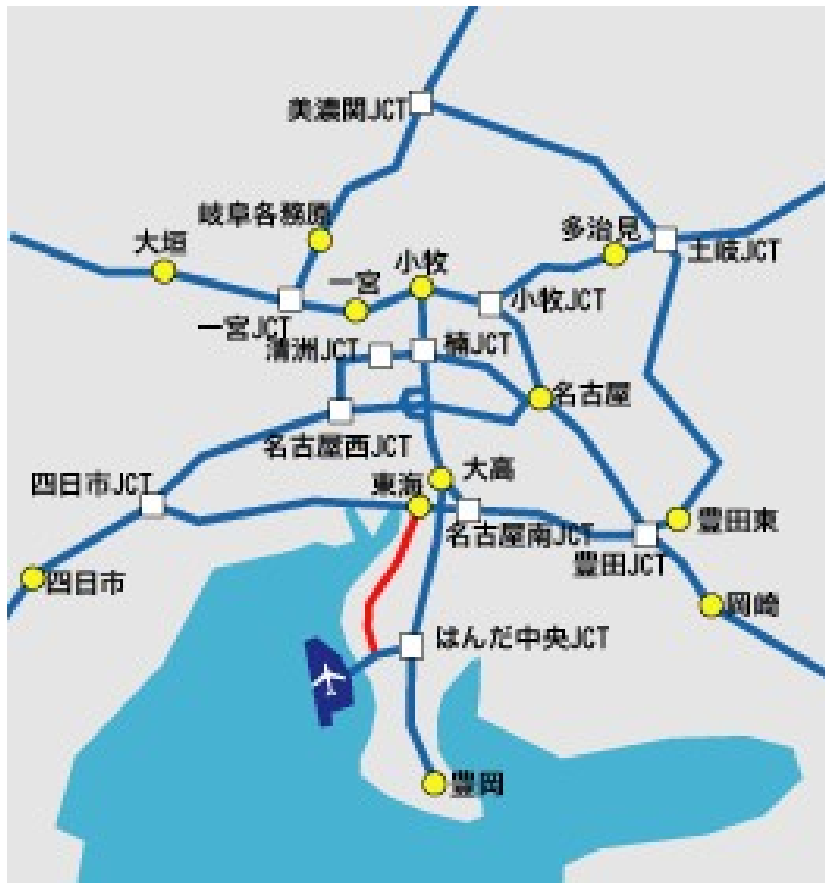 美濃関JCT
岐阜各務原
大垣
多治見
土岐JCT
小牧
一宮
小牧JCT
一宮JCT
清洲JCT
楠JCT
名古屋
名古屋西JCT
四日市JCT
大高
東海
名古屋南JCT
豊田東
豊田JCT
四日市
岡崎
はんだ中央JCT
豊岡